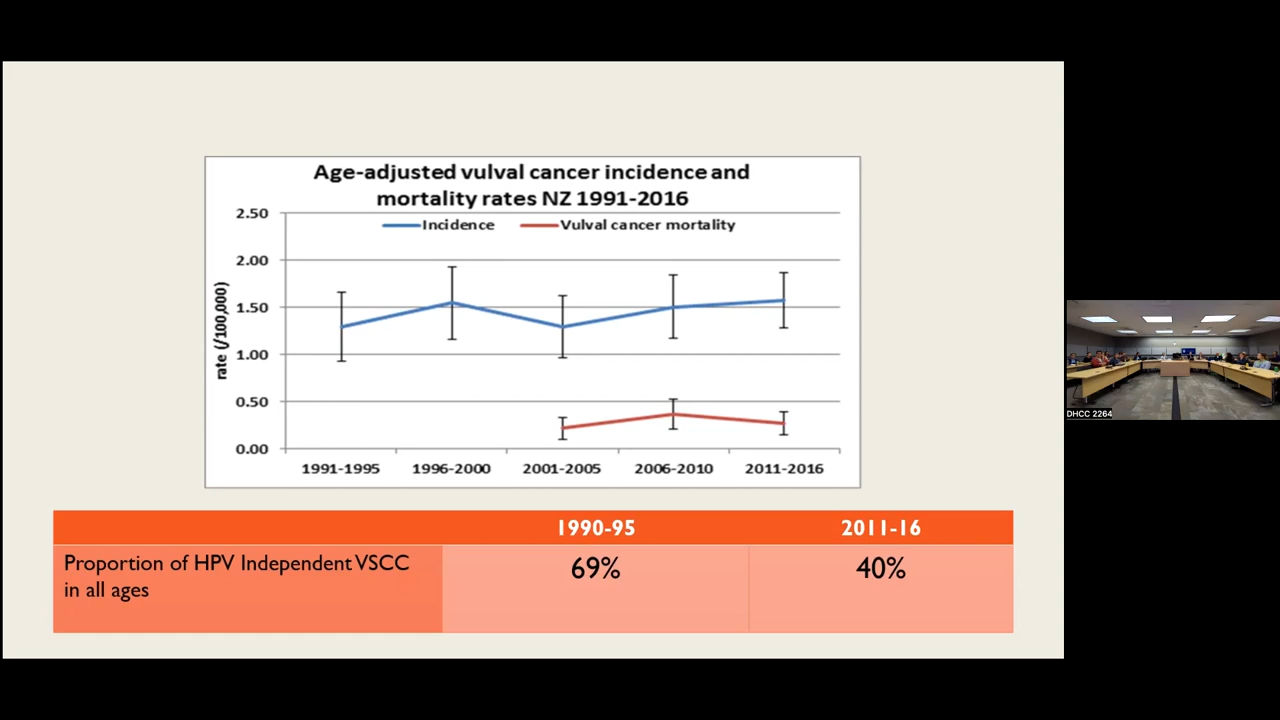 Age-adjusted vulval cancer incidence and
mortality rates NZ 1991-2016
2.50
Incidence
Vulval cancer mortality
2.00
1.50
1.00
0.50
0.00
rate (/100,000)
1991-1995
1996-2000
2001-2005
2006-2010
2011-2016
1990-95
2011-16
Proportion of HPV Independent VSCC
in all ages
69%
40%
DHCC 2264